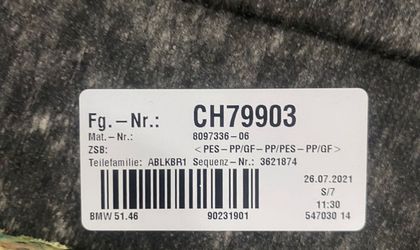 Fg.-Nr.: CH79903
Mat.-Nr.: 8097336-06
ZSB: <PES-PP/GF-PP/PES-PP/GF>
Teilefamilie: ABLKBR1 Sequenz-Nr.: 3621874
26.07.2021
S/7
11:30
BMW 51.46 90231901 547030 14